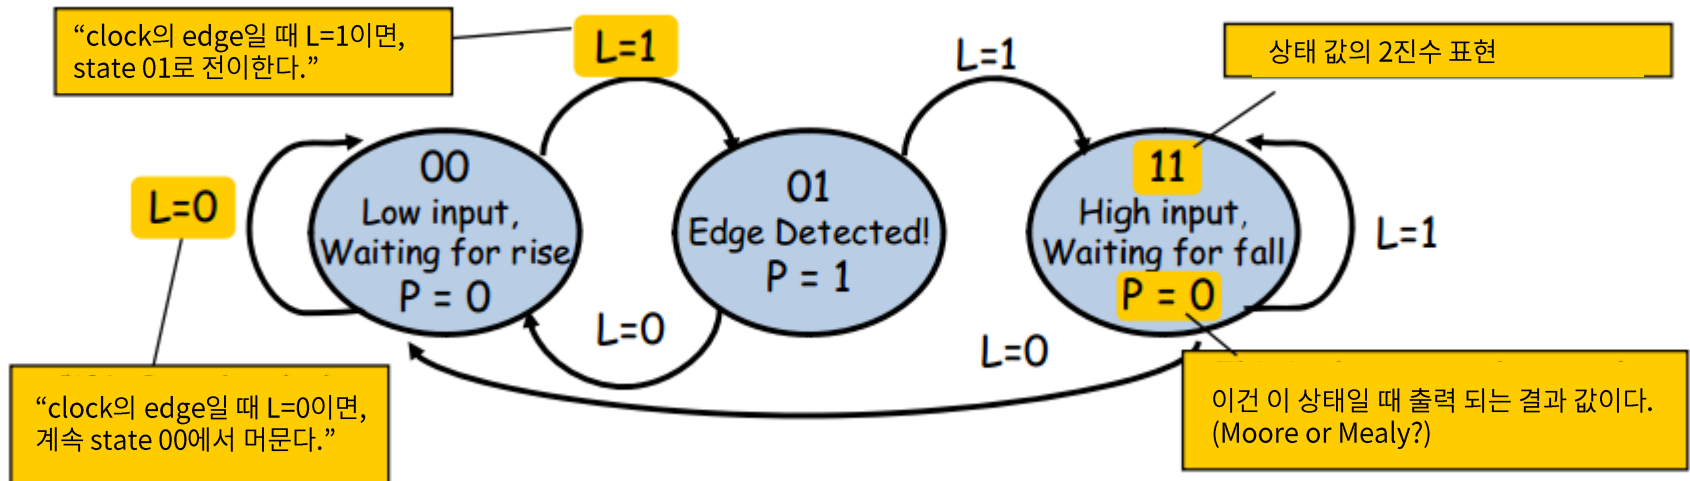 “clock의 edge일 때 L=1이면,
state 01로 전이한다.”
L=1
L=1
상태 값의 2진수 표현
L=0
00
Low input,
Waiting for rise
P = 0
01
Edge Detected!
P = 1
11
High input,
Waiting for fall
P = 0
L=1
L=0
L=0
“clock의 edge일 때 L=0이면,
계속 state 00에서 머문다.”
이건 이 상태일 때 출력 되는 결과 값이다.
(Moore or Mealy?)